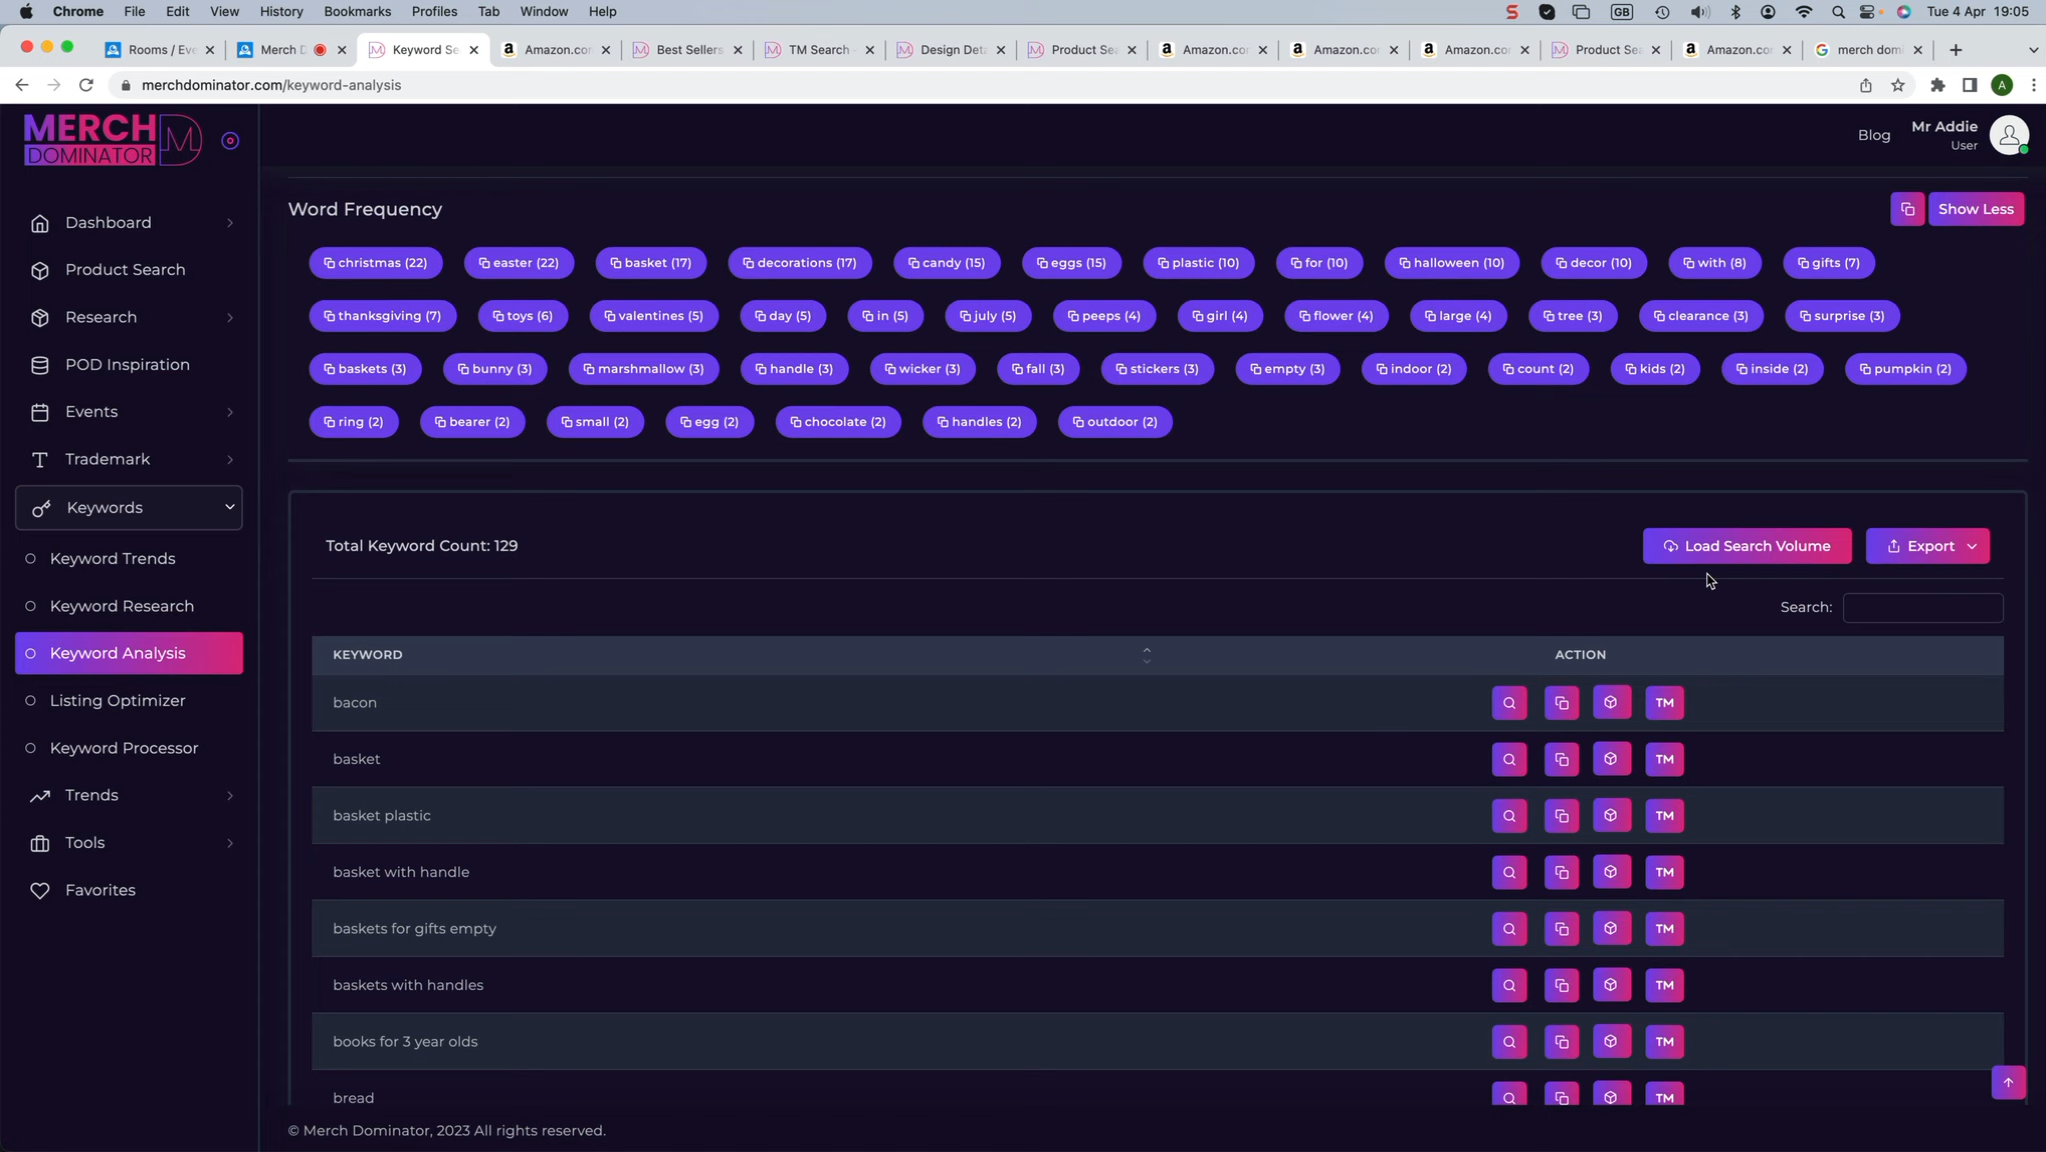 Chrome File Edit View History Bookmarks Profiles Tab Window Help GB Tue 4 Apr 19:05
Rooms / Eve Merch D Keyword Se Amazon.co Best Sellers TM Search - Design Deta Product Sea Amazon.co Amazon.co Amazon.co Product Sea Amazon.co merch domi
merchdominator.com/keyword-analysis A
MERCH
DOMINATOR
Blog
Mr Addie
User
Dashboard
Product Search
Research
POD Inspiration
Events
Trademark
Keywords
Keyword Trends
Keyword Research
Keyword Analysis
Listing Optimizer
Keyword Processor
Trends
Tools
Favorites
Word Frequency
Show Less
christmas (22) easter (22) basket (17) decorations (17) candy (15) eggs (15) plastic (10) for (10) halloween (10) decor (10) with (8) gifts (7)
thanksgiving (7) toys (6) valentines (5) day (5) in (5) july (5) peeps (4) girl (4) flower (4) large (4) tree (3) clearance (3) surprise (3)
baskets (3) bunny (3) marshmallow (3) handle (3) wicker (3) fall (3) stickers (3) empty (3) indoor (2) count (2) kids (2) inside (2) pumpkin (2)
ring (2) bearer (2) small (2) egg (2) chocolate (2) handles (2) outdoor (2)
Total Keyword Count: 129
Load Search Volume Export
Search:
KEYWORD ACTION
bacon TM
basket TM
basket plastic TM
basket with handle TM
baskets for gifts empty TM
baskets with handles TM
books for 3 year olds TM
bread TM
© Merch Dominator, 2023 All rights reserved.